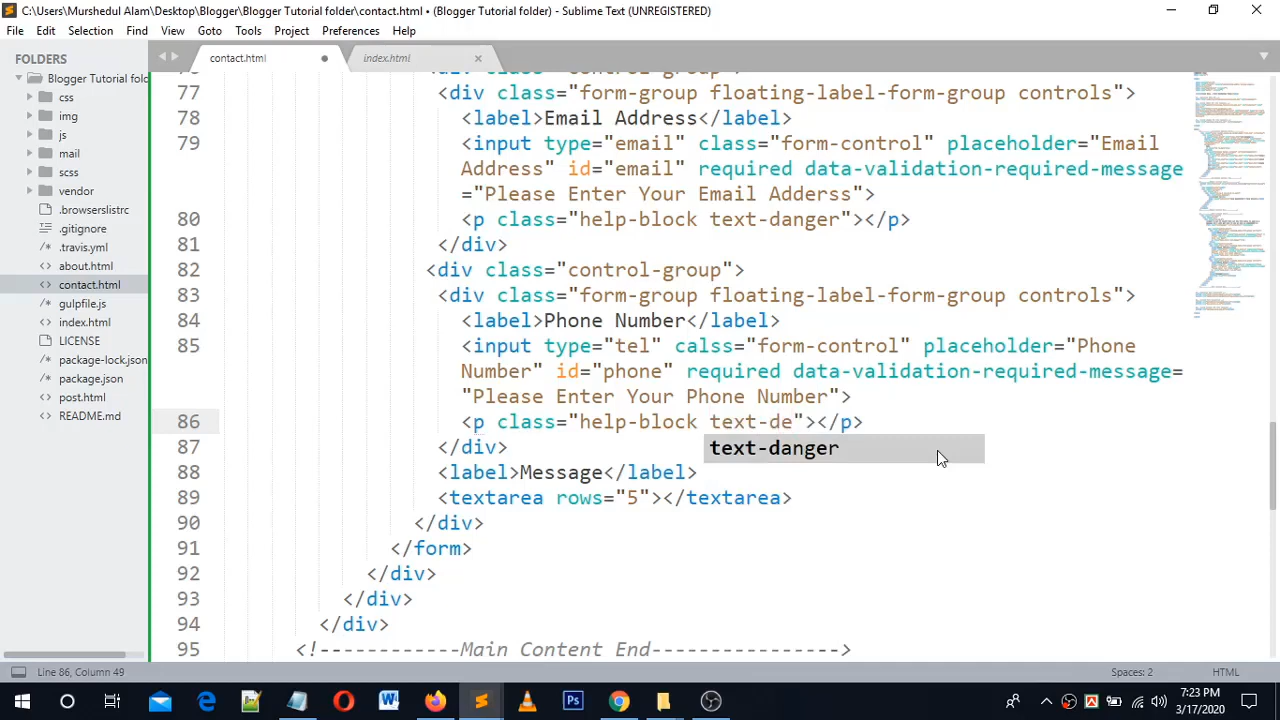 C:\Users\Murshedul Alam\Desktop\Blogger\Blogger Tutorial folder\contact.html • (Blogger Tutorial folder) - Sublime Text (UNREGISTERED)
File Edit Selection Find View Goto Tools Project Preferences Help
FOLDERS
Blogger Tutorial folder
css
img
js
mail
scss
vendor
.browserslistrc
.gitignore
.travis.yml
about.html
contact.html
gulpfile.js
index.html
LICENSE
package-lock.json
package.json
post.html
README.md
contact.html index.html
76 <div class="control-group">
77 <div class="form-group floating-label-form-group controls">
78 <label>Email Address</label>
79 <input type="email" class="form-control" placeholder="Email
Address" id="email" required data-validation-required-message
="Please Enter Your Email Aderss">
80 <p class="help-block text-danger"></p>
81 </div>
82 <div class="control-group">
83 <div class="form-group floating-label-form-group controls">
84 <label>Phone Number</label>
85 <input type="tel" calss="form-control" placeholder="Phone
Number" id="phone" required data-validation-required-message=
"Please Enter Your Phone Number">
86 <p class="help-block text-de"></p>
text-danger
87 </div>
88 <label>Message</label>
89 <textarea rows="5"></textarea>
90 </div>
91 </form>
92 </div>
93 </div>
94 </div>
95 <!------------Main Content End---------------->
Line 86, Column 49 Spaces: 2 HTML
7:23 PM
3/17/2020